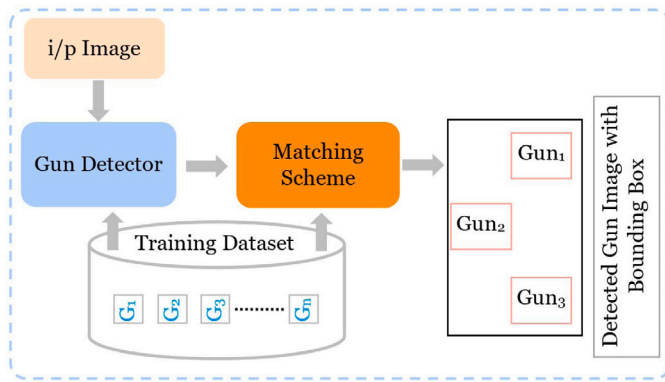 i/p Image
Gun Detector
Matching
Scheme
Training Dataset
G₁ G₂ G₃ .......... Gₙ
Gun₁
Gun₂
Gun₃
Detected Gun Image with
Bounding Box